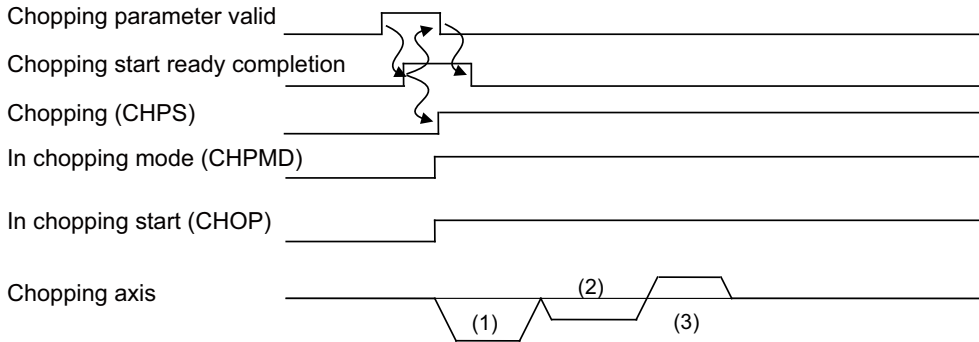 Chopping parameter valid
Chopping start ready completion
Chopping (CHPS)
In chopping mode (CHPMD)
In chopping start (CHOP)
Chopping axis
(1)
(2)
(3)